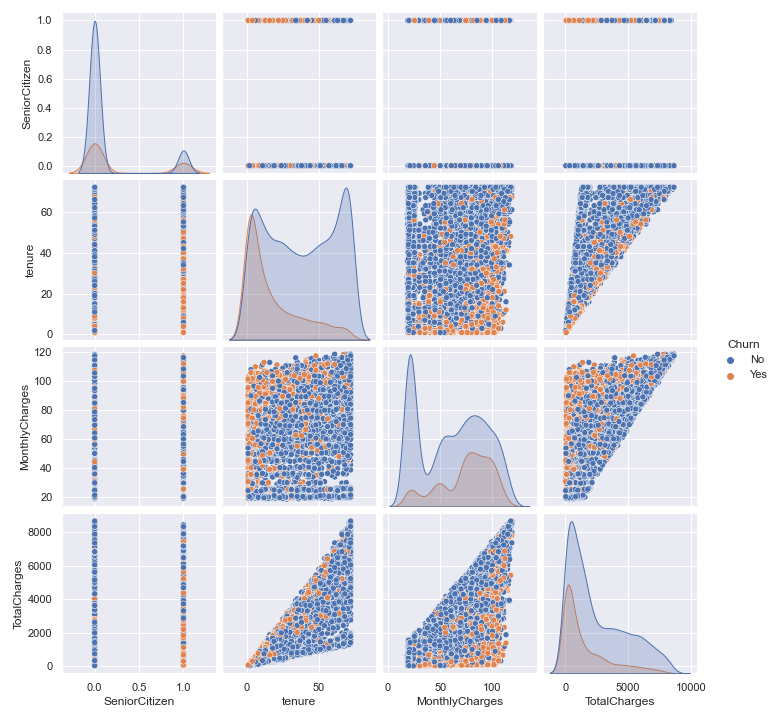 1.0
0.8
0.6
0.4
0.2
0.0
SeniorCitizen
60
40
20
0
tenure
120
100
80
60
40
20
MonthlyCharges
8000
6000
4000
2000
0
TotalCharges
0.0 0.5 1.0
SeniorCitizen
0 50
tenure
0 50 100
MonthlyCharges
0 5000 10000
TotalCharges
Churn
No
Yes